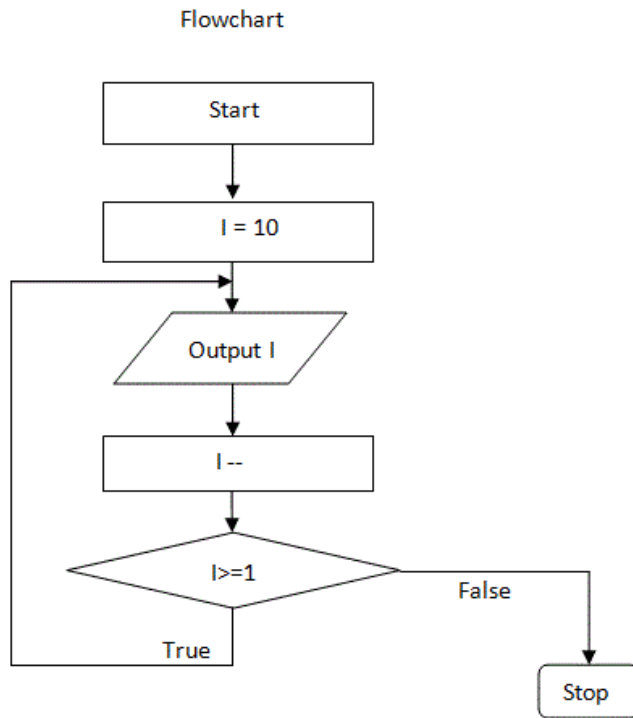 Flowchart
Start
I = 10
Output I
I --
I>=1
False
True
Stop